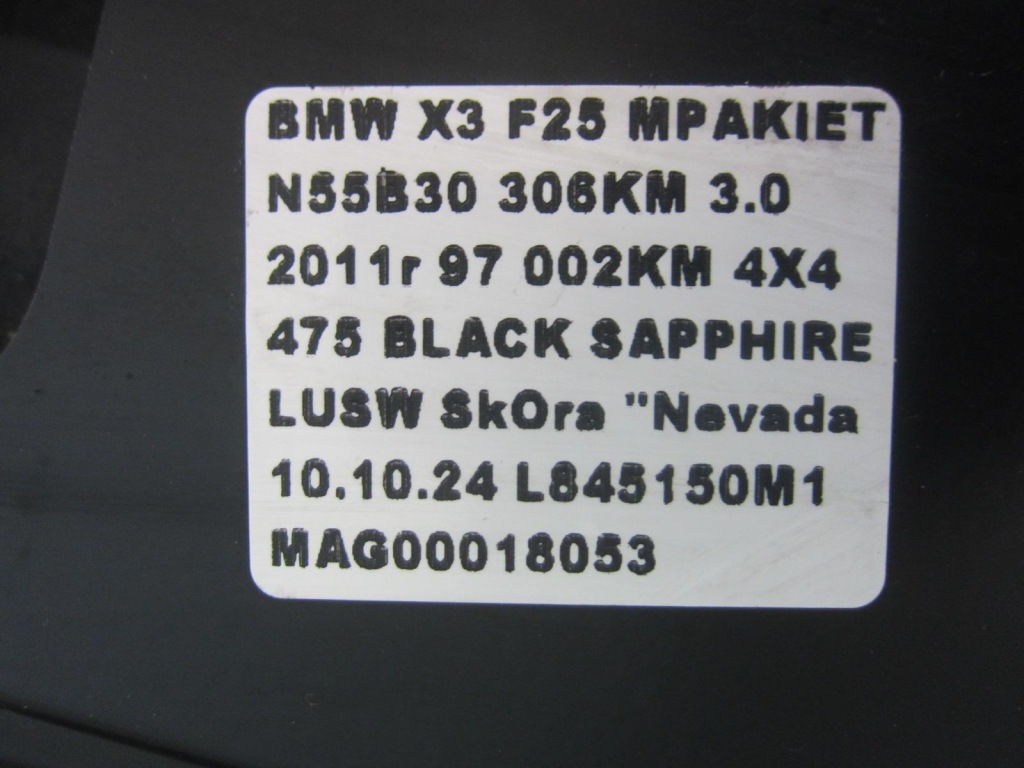 BMW X3 F25 MPAKIET
N55B30 306KM 3.0
2011r 97 002KM 4X4
475 BLACK SAPPHIRE
LUSW SkOra "Nevada
10.10.24 L845150M1
MAG00018053